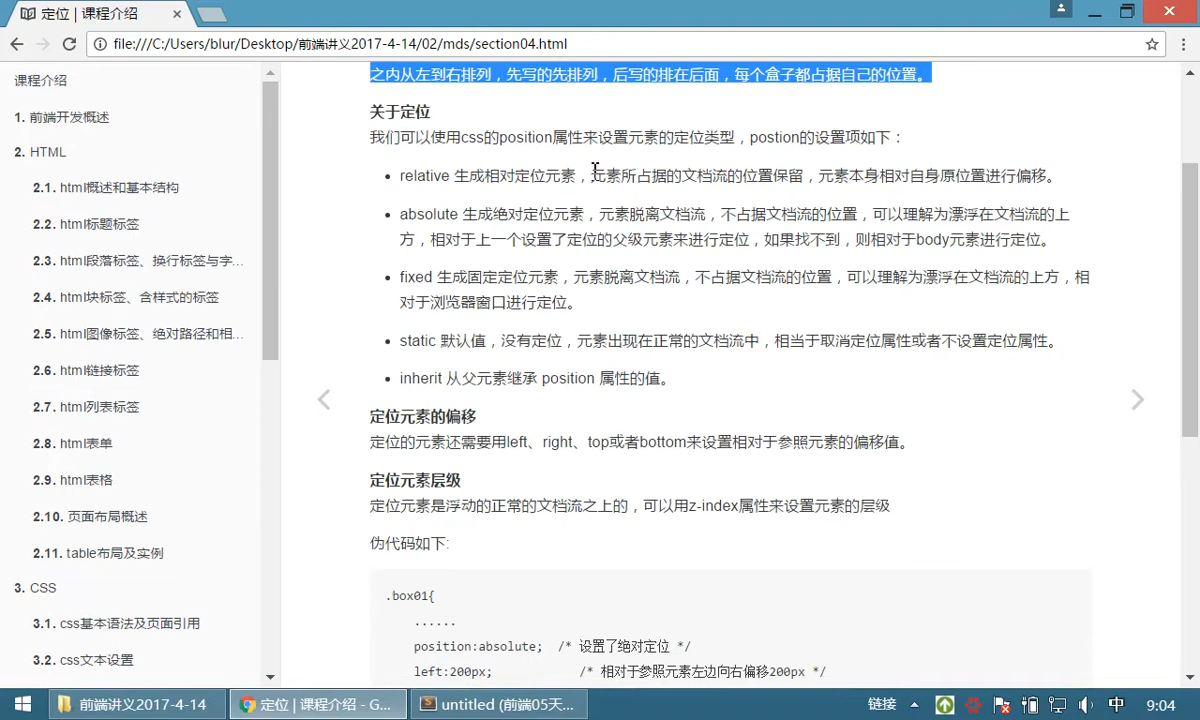 定位 | 课程介绍
file:///C:/Users/blur/Desktop/前端讲义2017-4-14/02/mds/section04.html
课程介绍
1. 前端开发概述
2. HTML
2.1. html概述和基本结构
2.2. html标题标签
2.3. html段落标签、换行标签与字...
2.4. html块标签、含样式的标签
2.5. html图像标签、绝对路径和相...
2.6. html链接标签
2.7. html列表标签
2.8. html表单
2.9. html表格
2.10. 页面布局概述
2.11. table布局及实例
3. CSS
3.1. css基本语法及页面引用
3.2. css文本设置
之内从左到右排列，先写的先排列，后写的排在后面，每个盒子都占据自己的位置。
关于定位
我们可以使用css的position属性来设置元素的定位类型，postion的设置项如下：
relative 生成相对定位元素，元素所占据的文档流的位置保留，元素本身相对自身原位置进行偏移。
absolute 生成绝对定位元素，元素脱离文档流，不占据文档流的位置，可以理解为漂浮在文档流的上
方，相对于上一个设置了定位的父级元素来进行定位，如果找不到，则相对于body元素进行定位。
fixed 生成固定定位元素，元素脱离文档流，不占据文档流的位置，可以理解为漂浮在文档流的上方，相
对于浏览器窗口进行定位。
static 默认值，没有定位，元素出现在正常的文档流中，相当于取消定位属性或者不设置定位属性。
inherit 从父元素继承 position 属性的值。
定位元素的偏移
定位的元素还需要用left、right、top或者bottom来设置相对于参照元素的偏移值。
定位元素层级
定位元素是浮动的正常的文档流之上的，可以用z-index属性来设置元素的层级
伪代码如下:
.box01{
......
position:absolute; /* 设置了绝对定位 */
left:200px; /* 相对于参照元素左边向右偏移200px */
前端讲义2017-4-14
定位 | 课程介绍 - G...
untitled (前端05天...
链接
中
9:04